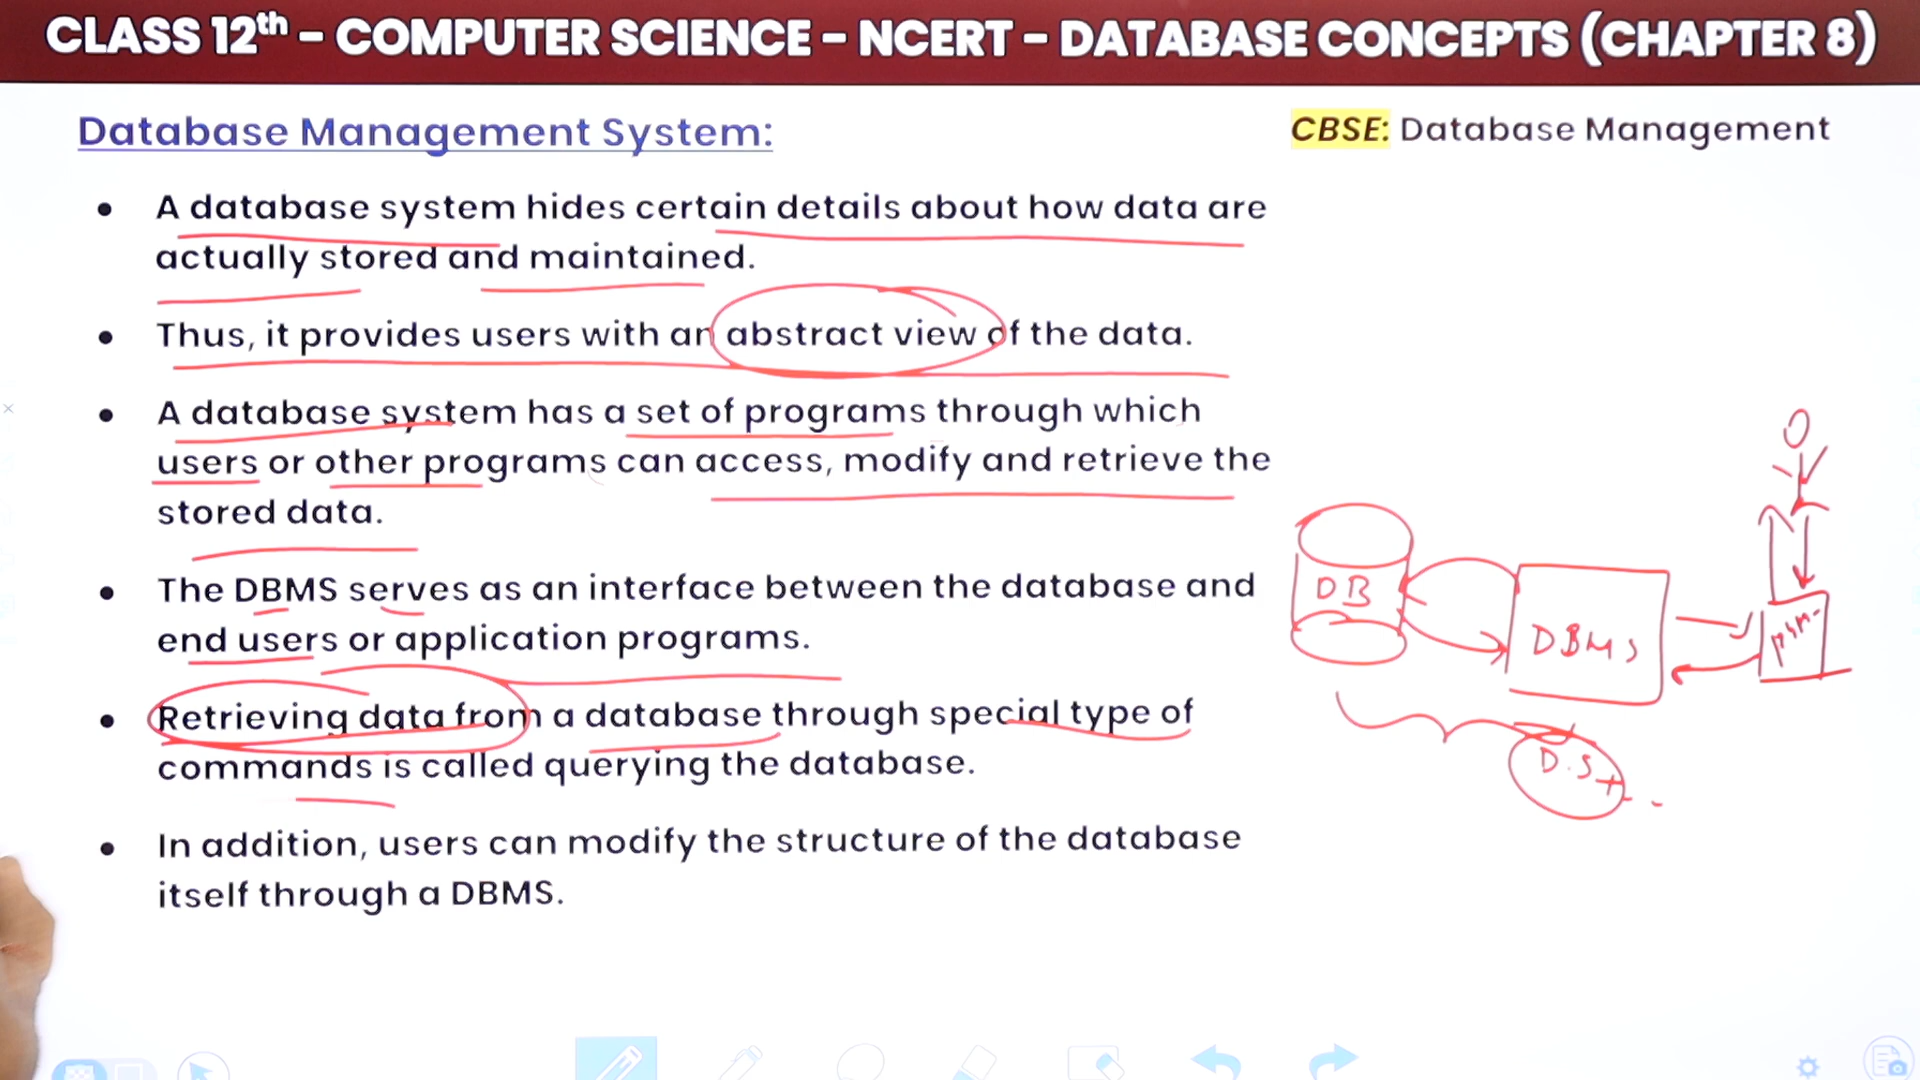 CLASS 12th – COMPUTER SCIENCE – NCERT – DATABASE CONCEPTS (CHAPTER 8)
Database Management System:
CBSE: Database Management
• A database system hides certain details about how data are
actually stored and maintained.
• Thus, it provides users with an abstract view of the data.
• A database system has a set of programs through which
users or other programs can access, modify and retrieve the
stored data.
• The DBMS serves as an interface between the database and
end users or application programs.
• Retrieving data from a database through special type of
commands is called querying the database.
• In addition, users can modify the structure of the database
itself through a DBMS.
DB
DBMS
D.S